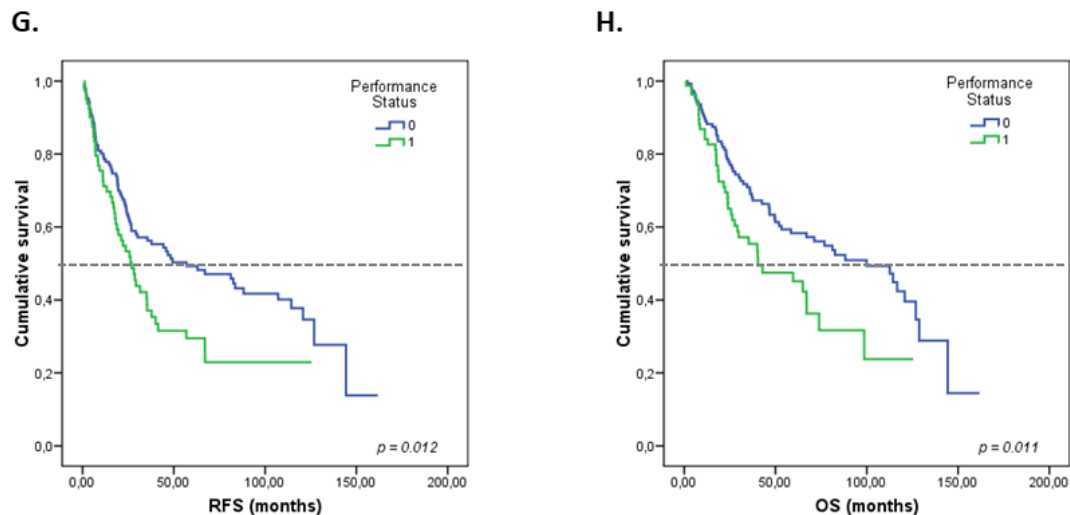 G.
Performance
Status
0
1
1,0
0,8
0,6
0,4
0,2
0,0
Cumulative survival
p = 0.012
0,00
50,00
100,00
150,00
200,00
RFS (months)
H.
Performance
Status
0
1
1,0
0,8
0,6
0,4
0,2
0,0
Cumulative survival
p = 0.011
0,00
50,00
100,00
150,00
200,00
OS (months)